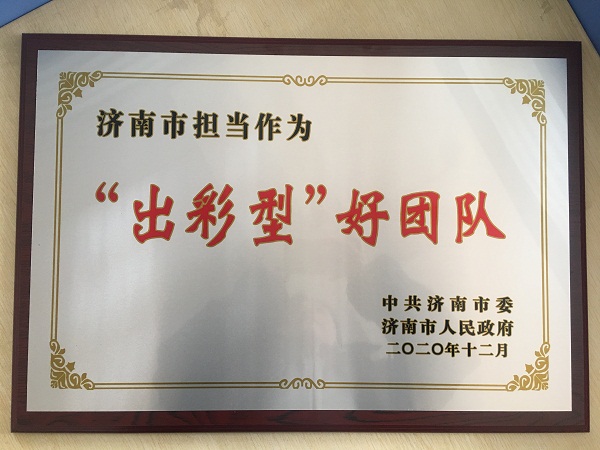 济南市担当作为
“出彩型”好团队
中共济南市委
济南市人民政府
二〇二〇年十二月